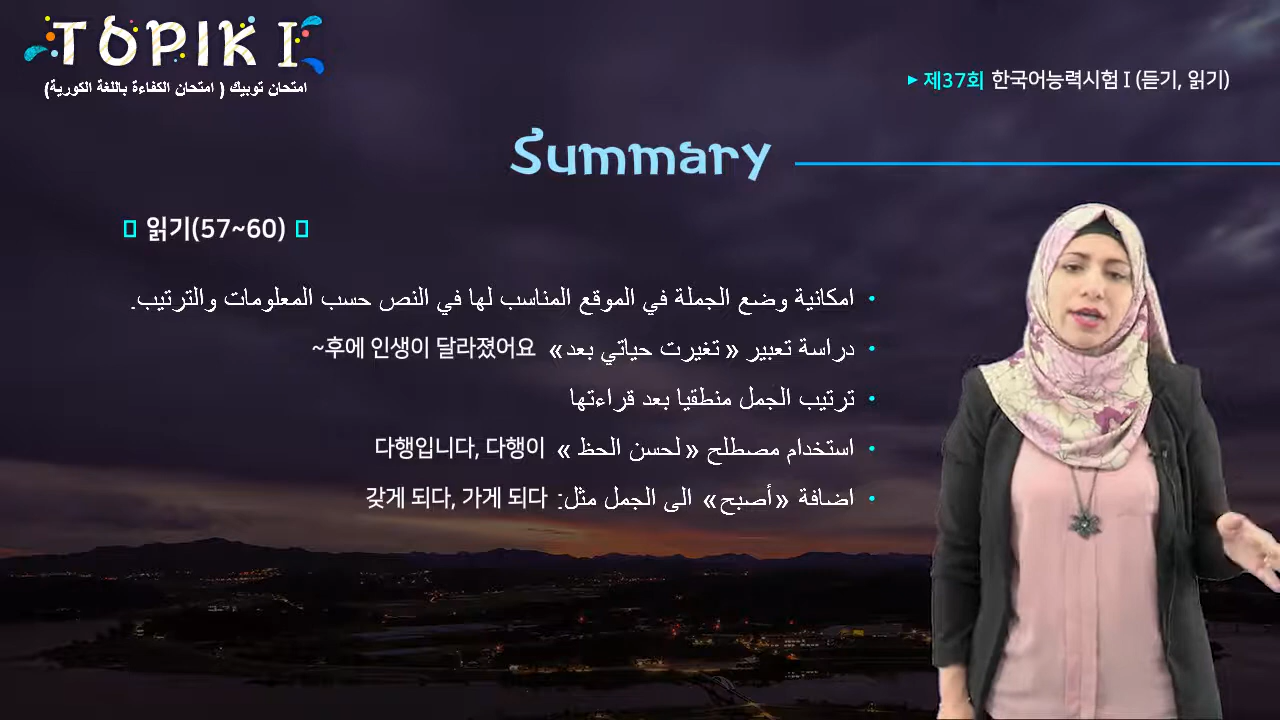 TOPIK I
امتحان توبيك ( امتحان الكفاءة باللغة الكورية)
▶ 제37회 한국어능력시험 I (듣기, 읽기)
Summary
읽기(57~60)
• امكانية وضع الجملة في الموقع المناسب لها في النص حسب المعلومات والترتيب.
• دراسة تعبير « تغيرت حياتي بعد» ~후에 인생이 달라졌어요
• ترتيب الجمل منطقيا بعد قراءتها
• استخدام مصطلح «لحسن الحظ » 다행입니다, 다행이
• اضافة «أصبح» الى الجمل مثل: 갖게 되다, 가게 되다